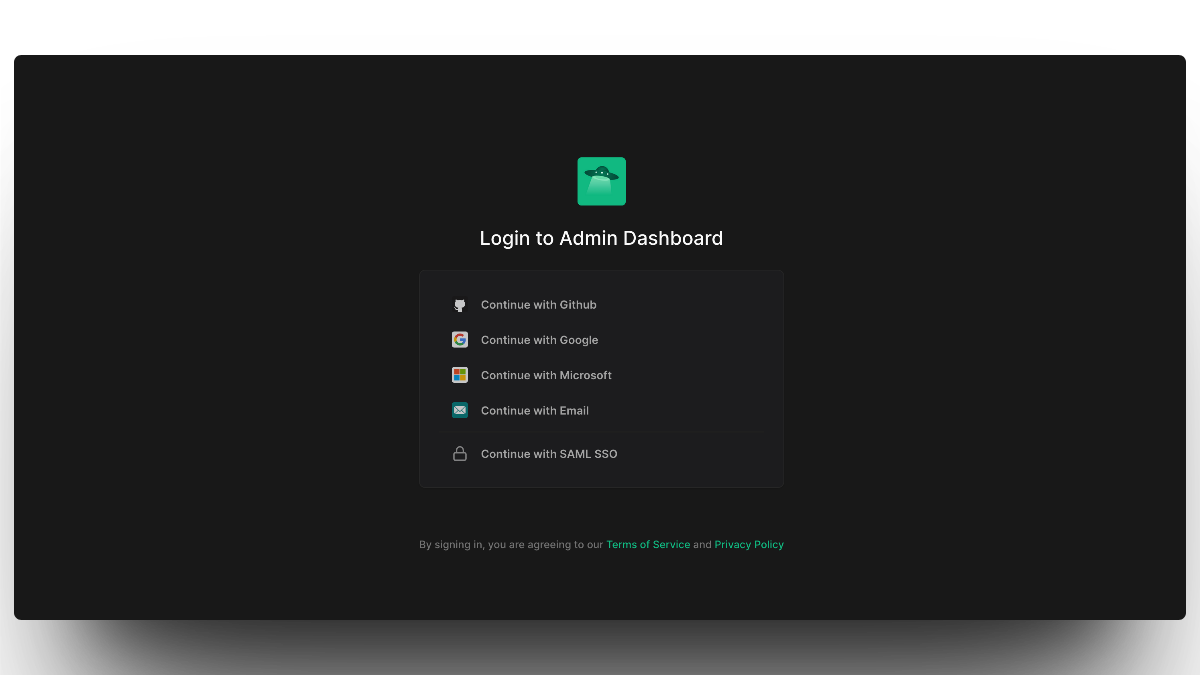 Login to Admin Dashboard
Continue with Github
Continue with Google
Continue with Microsoft
Continue with Email
Continue with SAML SSO
By signing in, you are agreeing to our Terms of Service and Privacy Policy